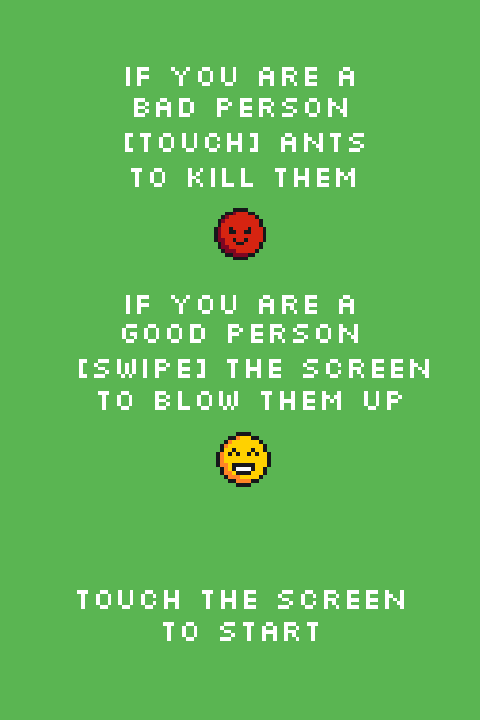 IF YOU ARE A
BAD PERSON
[TOUCH] ANTS
TO KILL THEM
IF YOU ARE A
GOOD PERSON
[SWIPE] THE SCREEN
TO BLOW THEM UP
TOUCH THE SCREEN
TO START